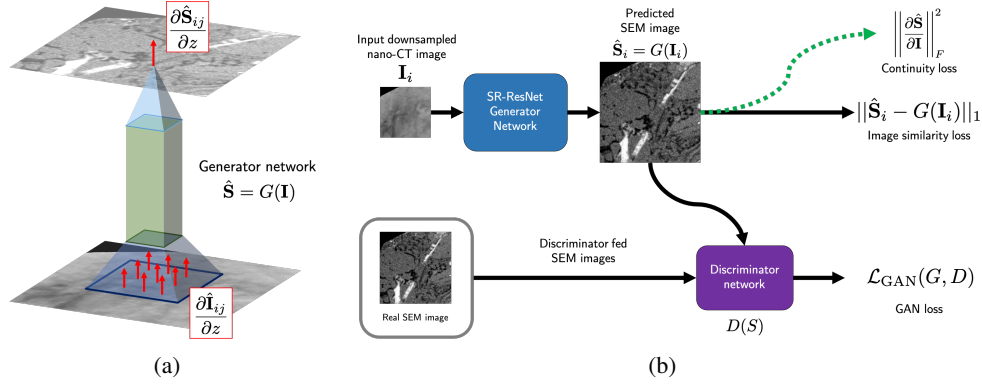 ∂Ŝ_ij / ∂z
Generator network
Ŝ = G(I)
∂Î_ij / ∂z
(a)
Input downsampled
nano-CT image
I_i
SR-ResNet
Generator
Network
Predicted
SEM image
Ŝ_i = G(I_i)
||∂Ŝ / ∂I||²_F
Continuity loss
||Ŝ_i − G(I_i)||_1
Image similarity loss
Real SEM image
Discriminator fed
SEM images
Discriminator
network
D(S)
ℒ_GAN(G, D)
GAN loss
(b)